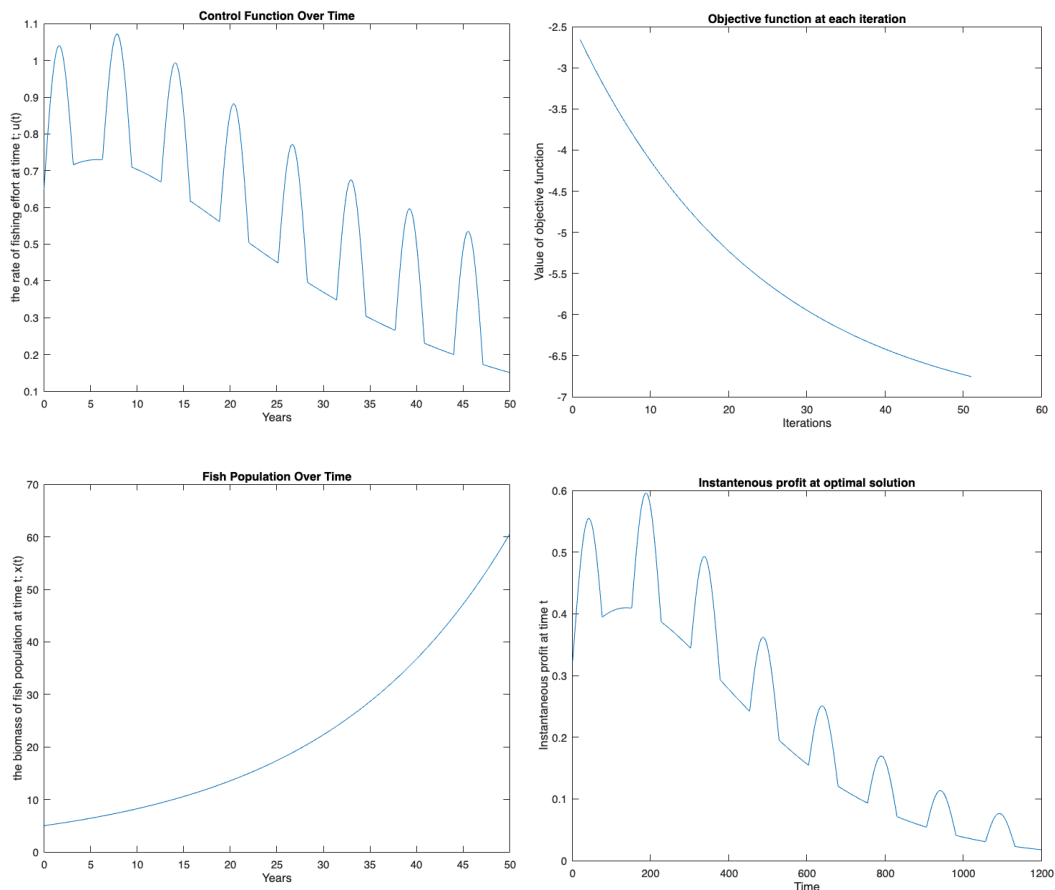 Control Function Over Time
the rate of fishing effort at time t; u(t)
1.1
1
0.9
0.8
0.7
0.6
0.5
0.4
0.3
0.2
0.1
0 5 10 15 20 25 30 35 40 45 50
Years
Objective function at each iteration
Value of objective function
-2.5
-3
-3.5
-4
-4.5
-5
-5.5
-6
-6.5
-7
0 10 20 30 40 50 60
Iterations
Fish Population Over Time
the biomass of fish population at time t; x(t)
70
60
50
40
30
20
10
0
0 5 10 15 20 25 30 35 40 45 50
Years
Instantenous profit at optimal solution
Instantaneous profit at time t
0.6
0.5
0.4
0.3
0.2
0.1
0
0 200 400 600 800 1000 1200
Time